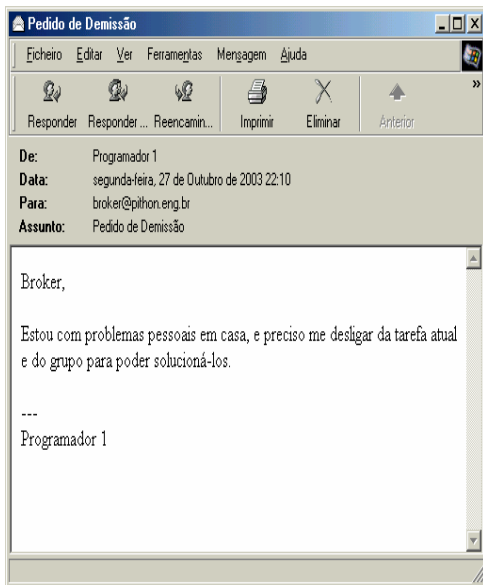 Pedido de Demissão
Ficheiro Editar Ver Ferramentas Mensagem Ajuda
»
Responder Responder ... Reencamin... Imprimir Eliminar Anterior
De: Programador 1
Data: segunda-feira, 27 de Outubro de 2003 22:10
Para: broker@pithon.eng.br
Assunto: Pedido de Demissão
Broker,
Estou com problemas pessoais em casa, e preciso me desligar da tarefa atual
e do grupo para poder solucioná-los.
---
Programador 1